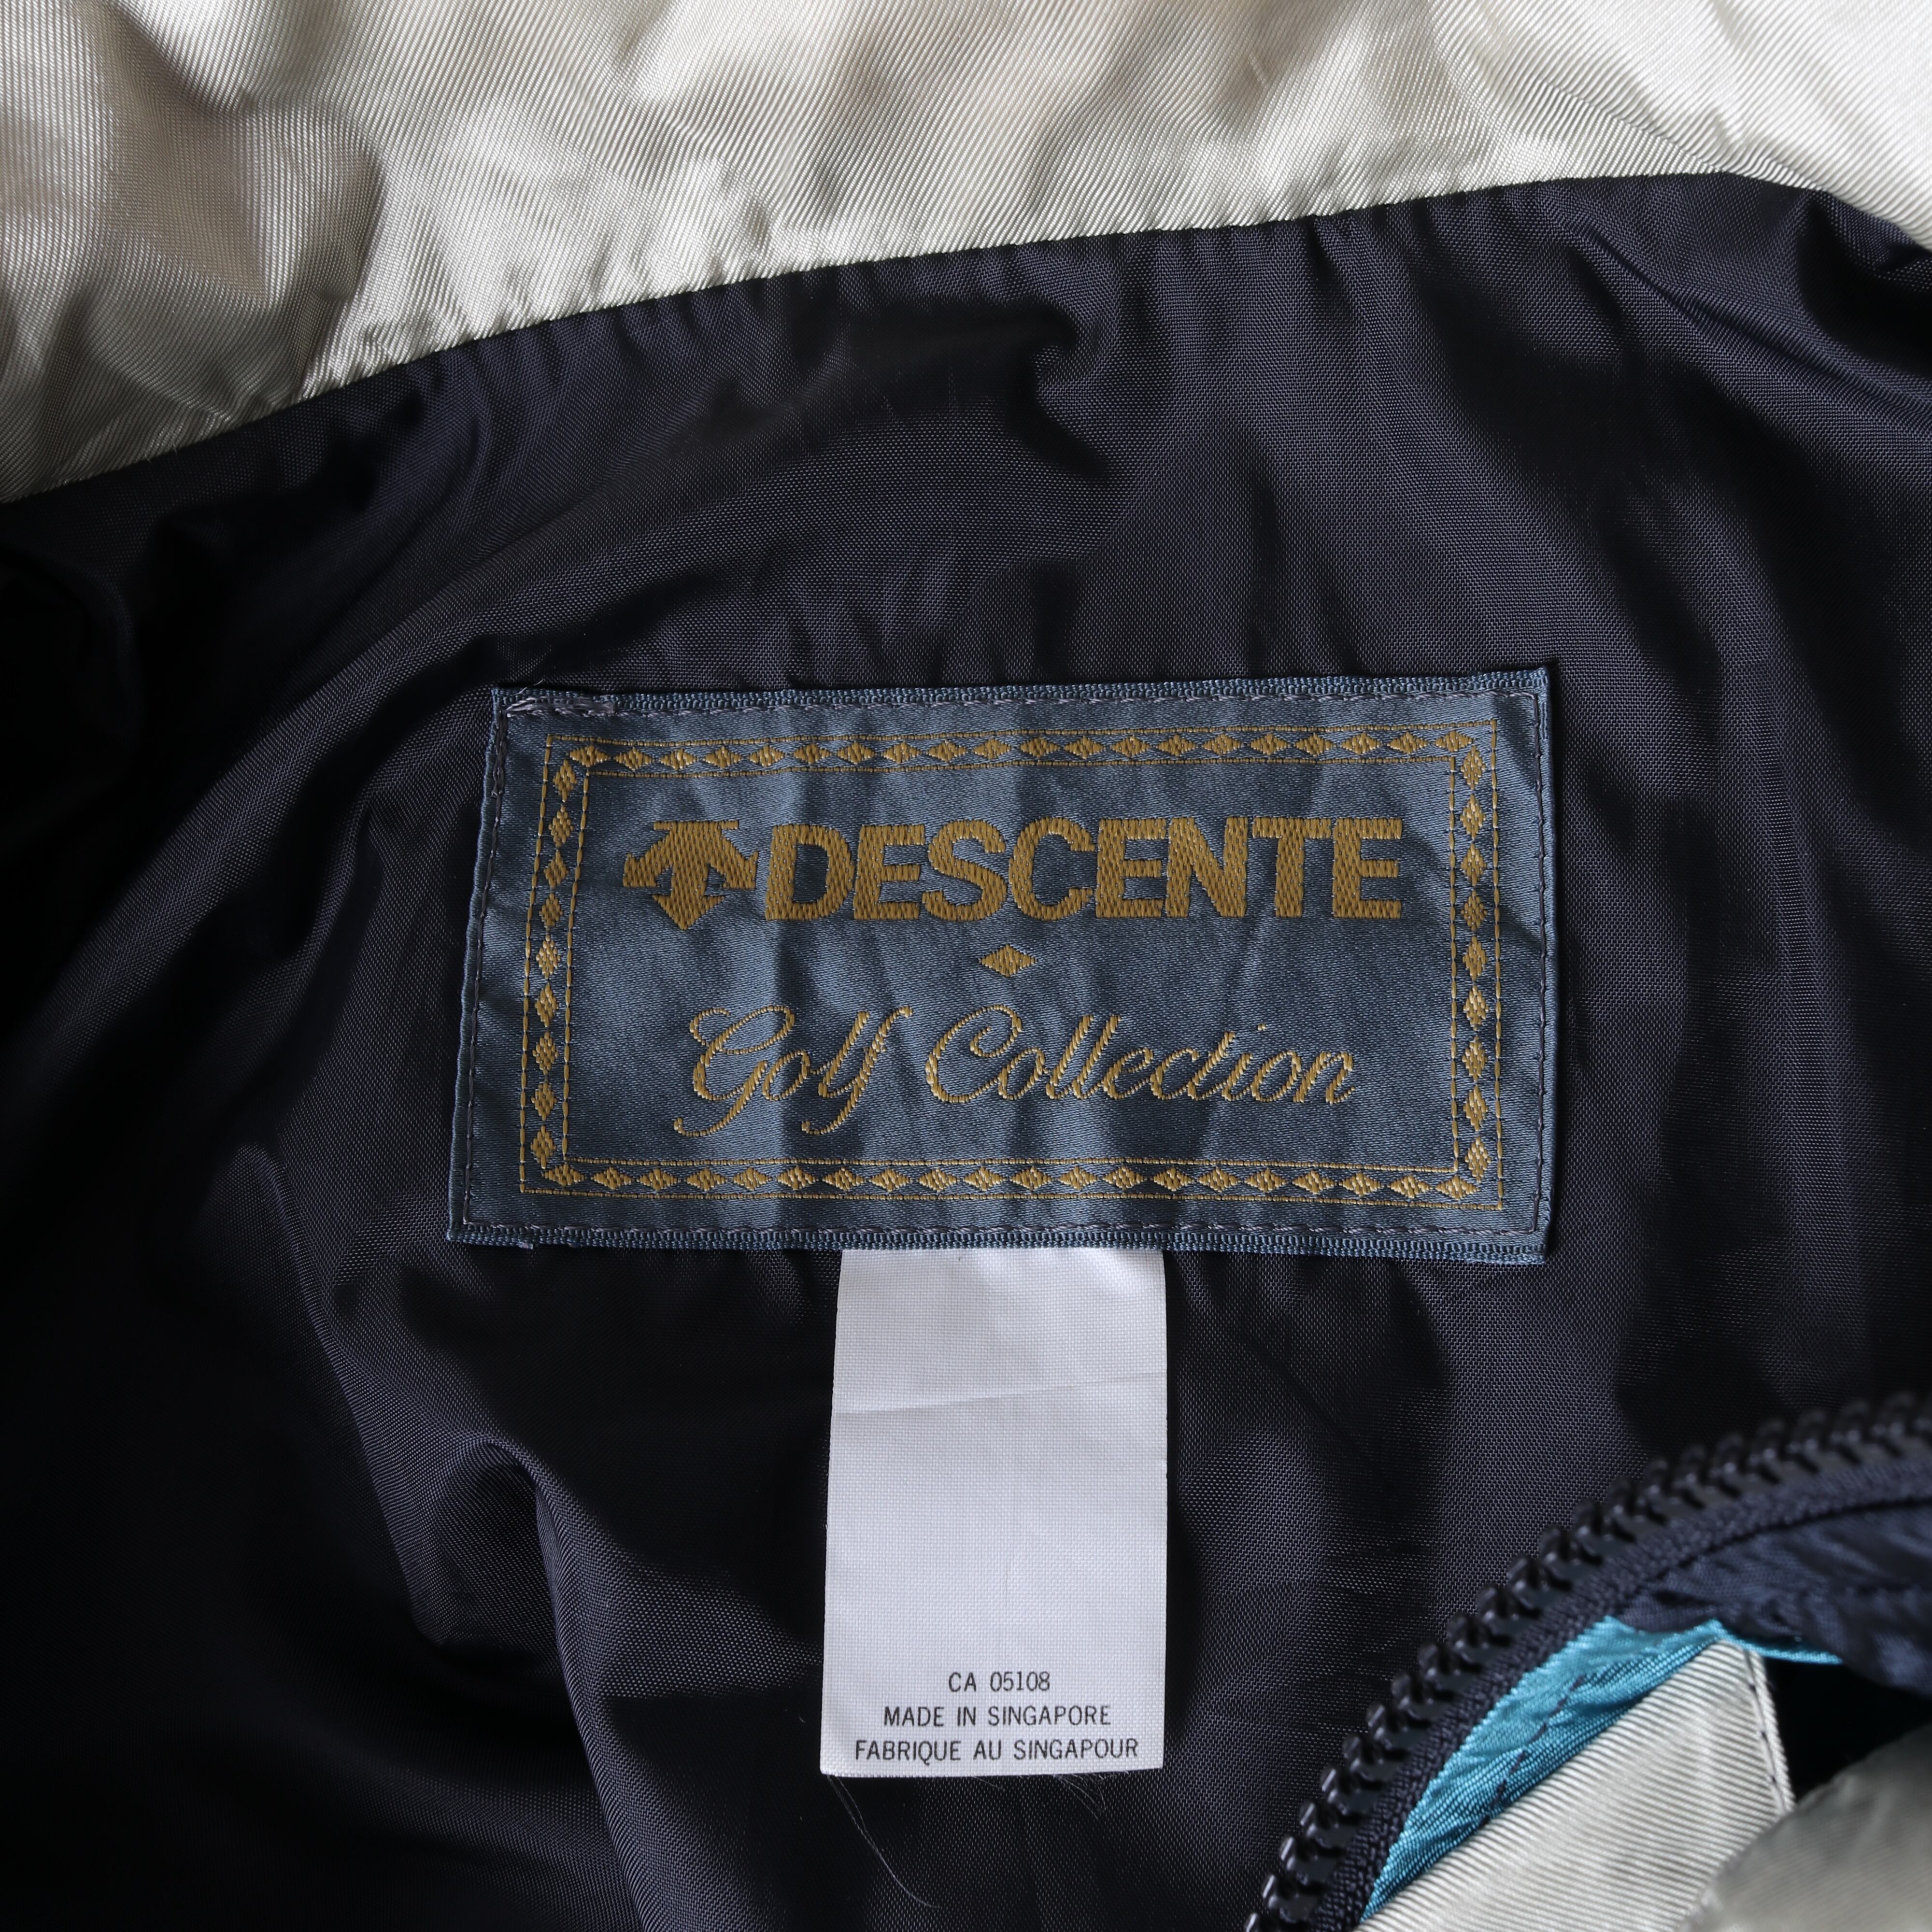 DESCENTE
Golf Collection
CA 05108
MADE IN SINGAPORE
FABRIQUE AU SINGAPOUR